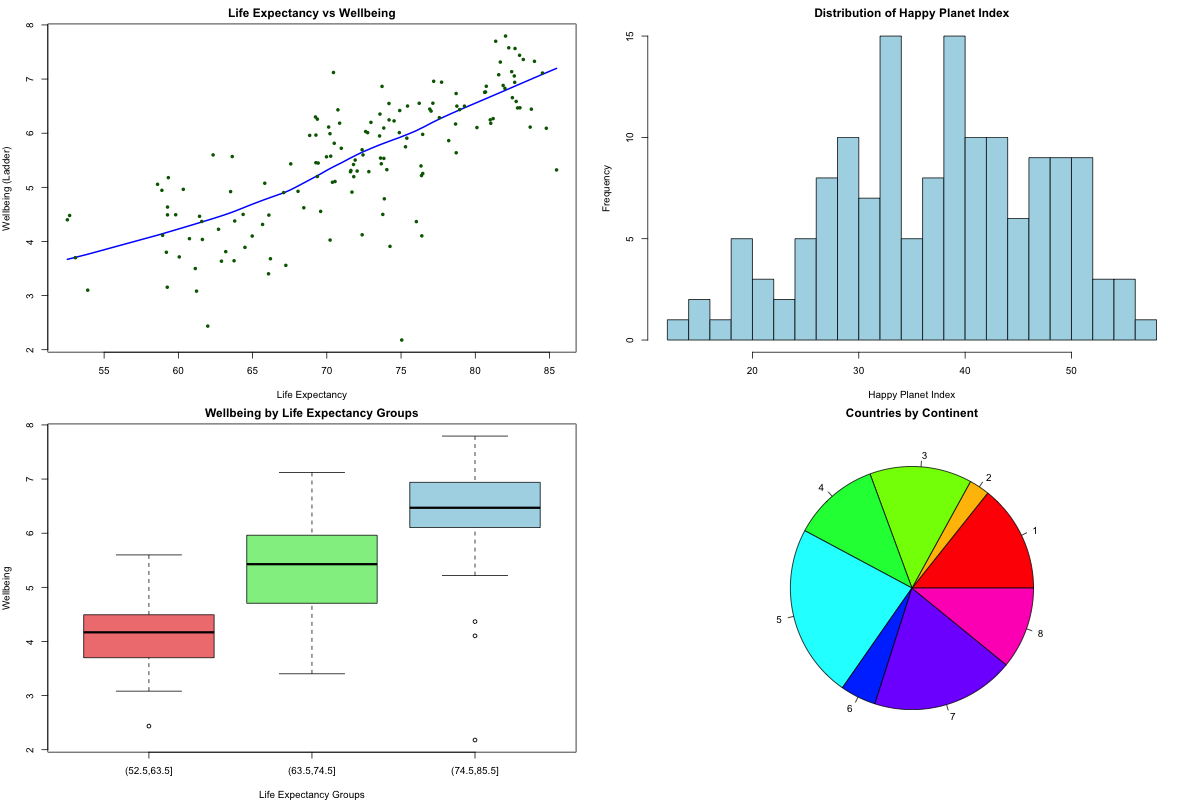 Life Expectancy vs Wellbeing
8
7
6
5
4
3
2
Wellbeing (Ladder)
55 60 65 70 75 80 85
Life Expectancy
Distribution of Happy Planet Index
15
10
5
0
Frequency
20 30 40 50
Happy Planet Index
Wellbeing by Life Expectancy Groups
8
7
6
5
4
3
2
Wellbeing
(52.5,63.5] (63.5,74.5] (74.5,85.5]
Life Expectancy Groups
Countries by Continent
1
2
3
4
5
6
7
8